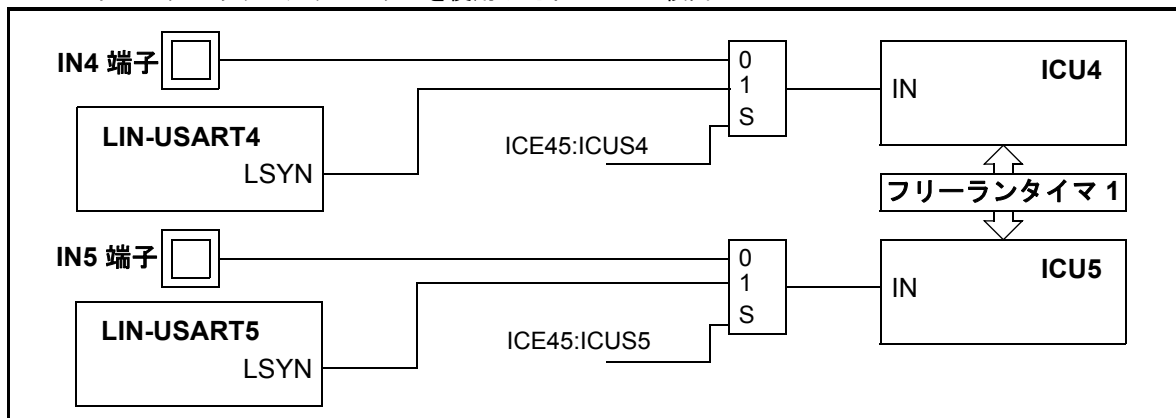 IN4 端子
0
1
S
ICU4
IN
LIN-USART4
LSYN
ICE45:ICUS4
フリーランタイマ 1
IN5 端子
0
1
S
ICU5
IN
LIN-USART5
LSYN
ICE45:ICUS5